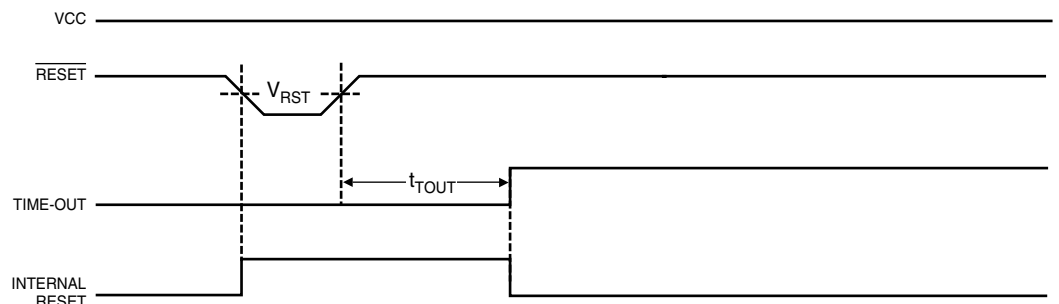 VCC
RESET
VRST
tTOUT
TIME-OUT
INTERNAL
RESET